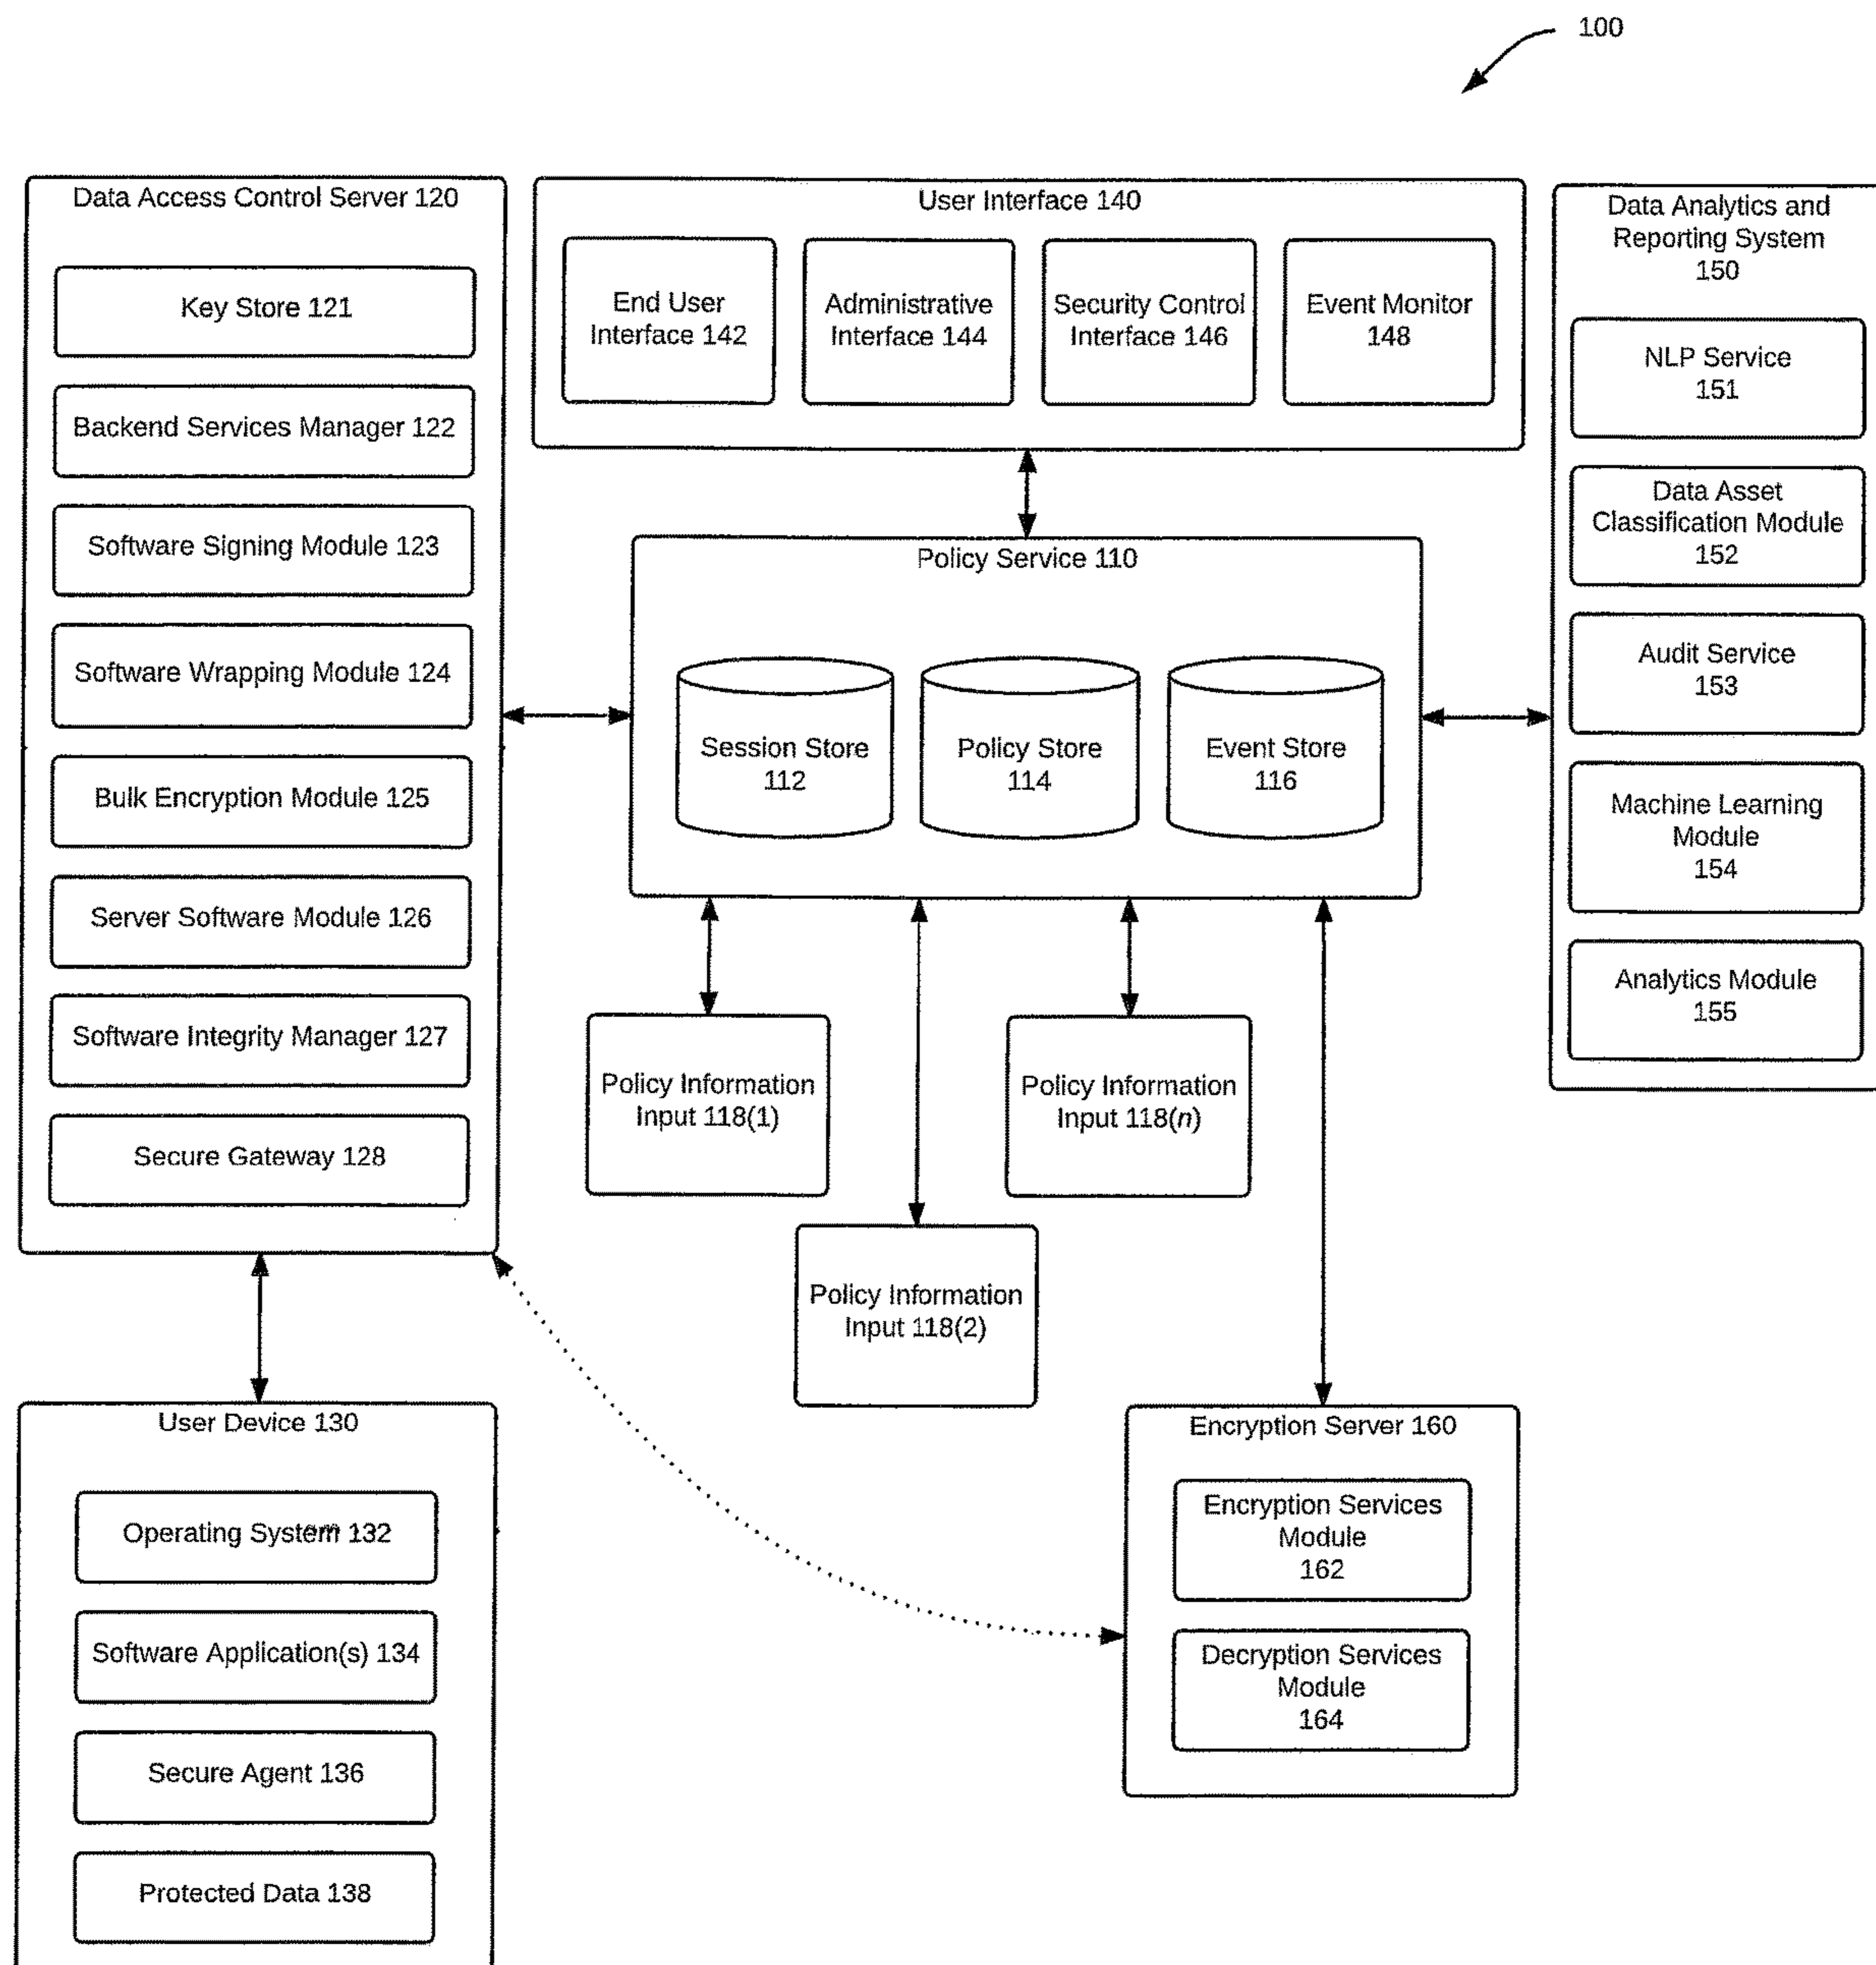 100
Data Access Control Server 120
Key Store 121
Backend Services Manager 122
Software Signing Module 123
Software Wrapping Module 124
Bulk Encryption Module 125
Server Software Module 126
Software Integrity Manager 127
Secure Gateway 128
User Interface 140
End User
Interface 142
Administrative
Interface 144
Security Control
Interface 146
Event Monitor
148
Policy Service 110
Session Store
112
Policy Store
114
Event Store
116
Data Analytics and
Reporting System
150
NLP Service
151
Data Asset
Classification Module
152
Audit Service
153
Machine Learning
Module
154
Analytics Module
155
Policy Information
Input 118(1)
Policy Information
Input 118(n)
Policy Information
Input 118(2)
User Device 130
Operating System 132
Software Application(s) 134
Secure Agent 136
Protected Data 138
Encryption Server 160
Encryption Services
Module
162
Decryption Services
Module
164